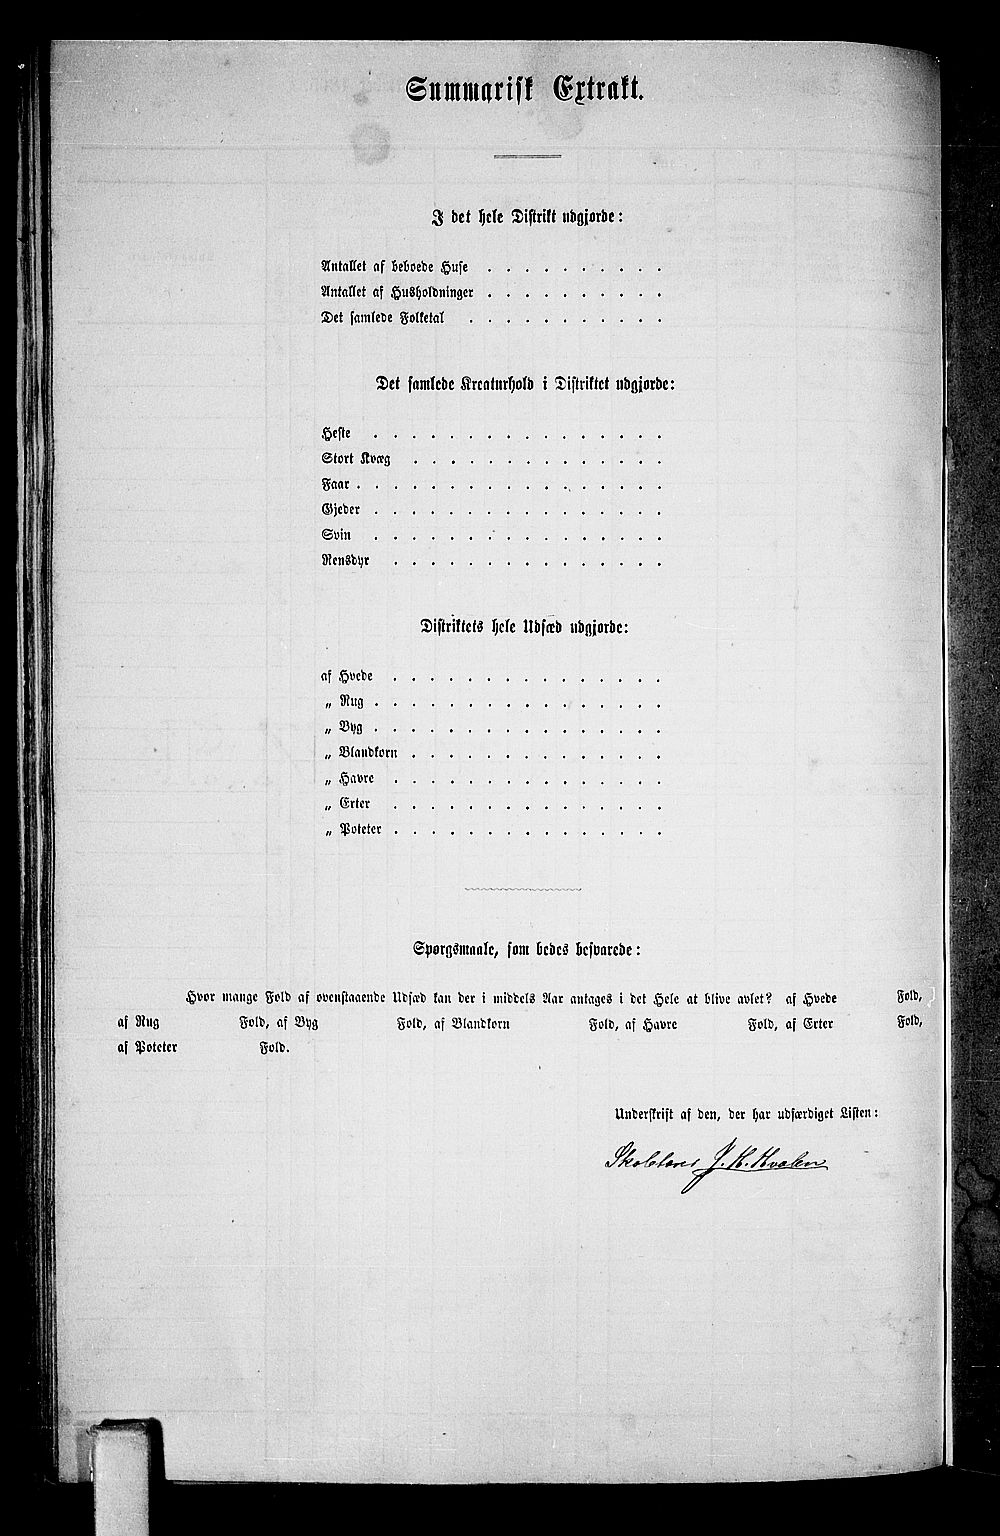 Summarisk Extrakt.
I det hele Distrikt udgjorde:
Antallet af beboede Huse . . . . . . . . . .
Antallet af Husholdninger . . . . . . . . . .
Det samlede Folketal . . . . . . . . . . .
Det samlede Kreaturhold i Distriktet udgjorde:
Heste . . . . . . . . . . . . . . . .
Stort Kvæg . . . . . . . . . . . . . .
Faar . . . . . . . . . . . . . . . . .
Gjeder . . . . . . . . . . . . . . . .
Svin . . . . . . . . . . . . . . . .
Rensdyr . . . . . . . . . . . . . . .
Distriktets hele Udsæd udgjorde:
af Hvede . . . . . . . . . . . . . . .
„ Rug . . . . . . . . . . . . . . . .
„ Byg . . . . . . . . . . . . . . . .
„ Blandkorn . . . . . . . . . . . . . .
„ Havre . . . . . . . . . . . . . . .
„ Erter . . . . . . . . . . . . . . .
„ Poteter . . . . . . . . . . . . . . .
Spørgsmaale, som bedes besvarede:
Hvor mange Fold af ovenstaaende Udsæd kan der i middels Aar antages i det Hele at blive avlet? af Hvede Fold,
af Rug Fold, af Byg Fold, af Blandkorn Fold, af Havre Fold, af Erter Fold,
af Poteter Fold.
Underskrift af den, der har udfærdiget Listen:
J. H. Hvalen